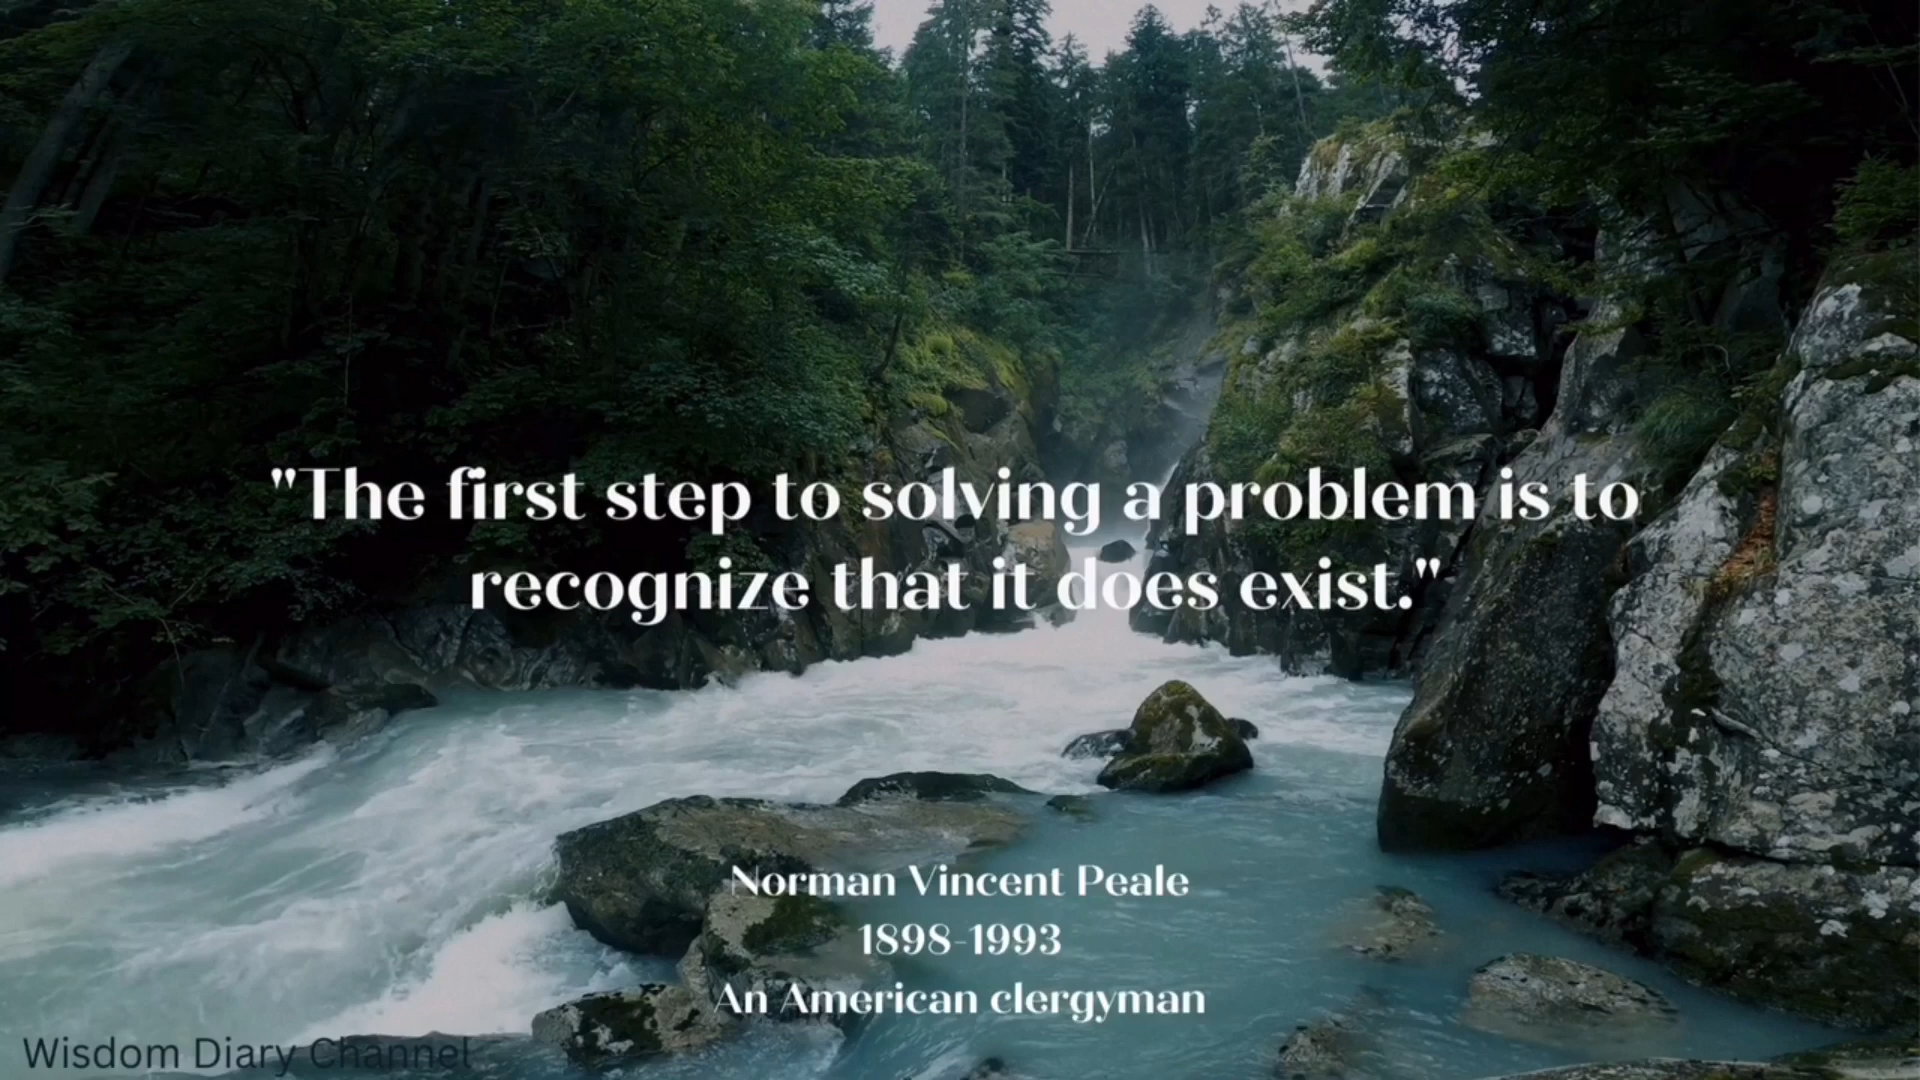 "The first step to solving a problem is to
recognize that it does exist."
Norman Vincent Peale
1898-1993
An American clergyman
Wisdom Diary Channel